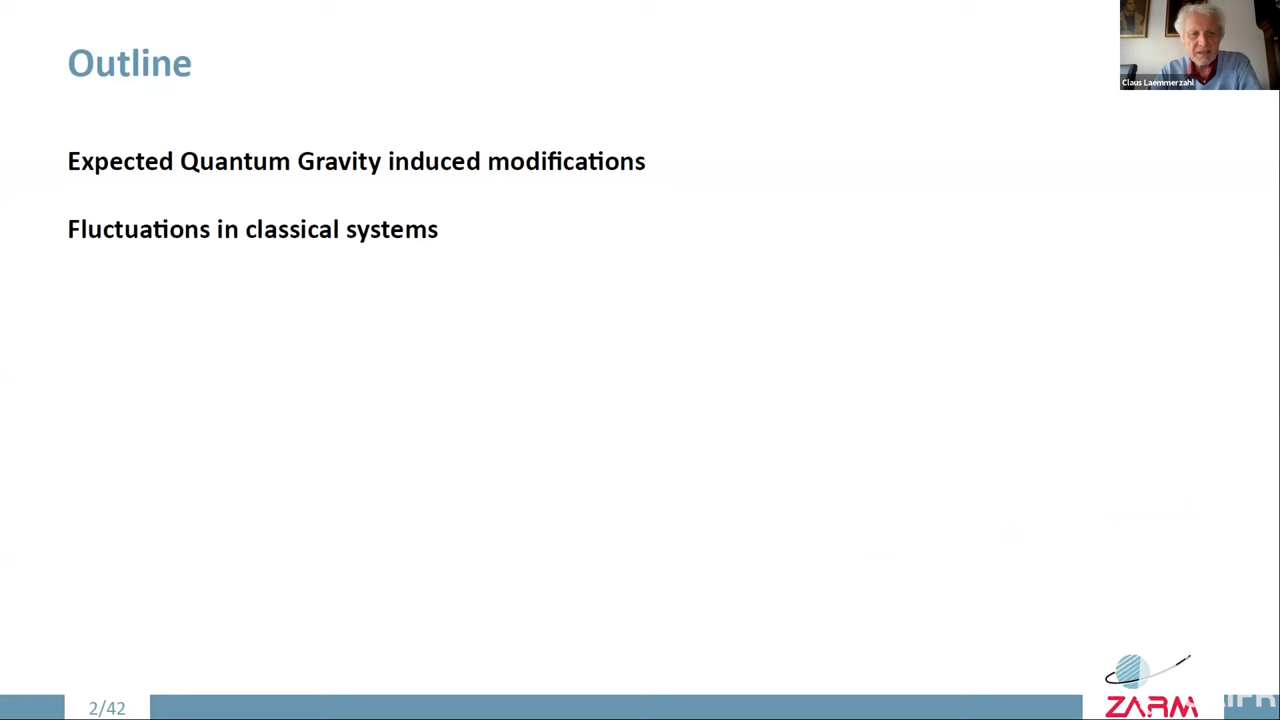 Outline
Claus Laemmerzahl
Expected Quantum Gravity induced modifications
Fluctuations in classical systems
2/42
ZARM